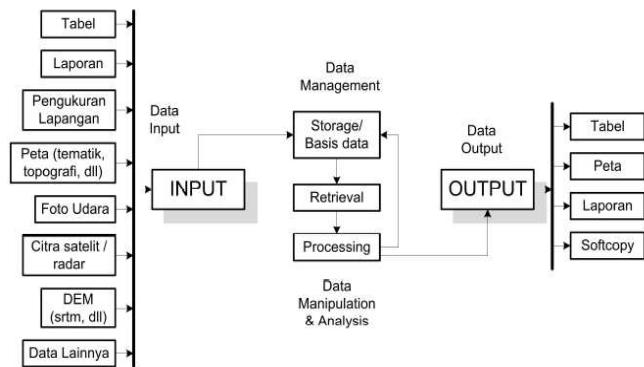 Tabel
Laporan
Pengukuran
Lapangan
Peta (tematik,
topografi, dll)
Foto Udara
Citra satelit /
radar
DEM
(srtm, dll)
Data Lainnya
Data
Input
INPUT
Data
Management
Storage/
Basis data
Retrieval
Processing
Data
Manipulation
& Analysis
Data
Output
OUTPUT
Tabel
Peta
Laporan
Softcopy